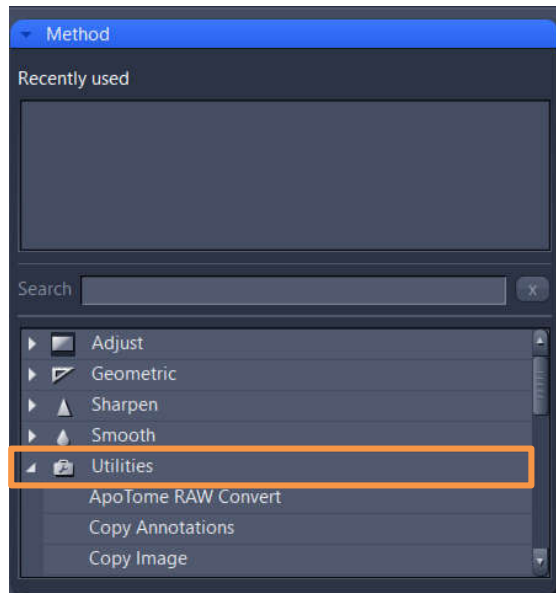 Method
Recently used
Search
x
Adjust
Geometric
Sharpen
Smooth
Utilities
ApoTome RAW Convert
Copy Annotations
Copy Image